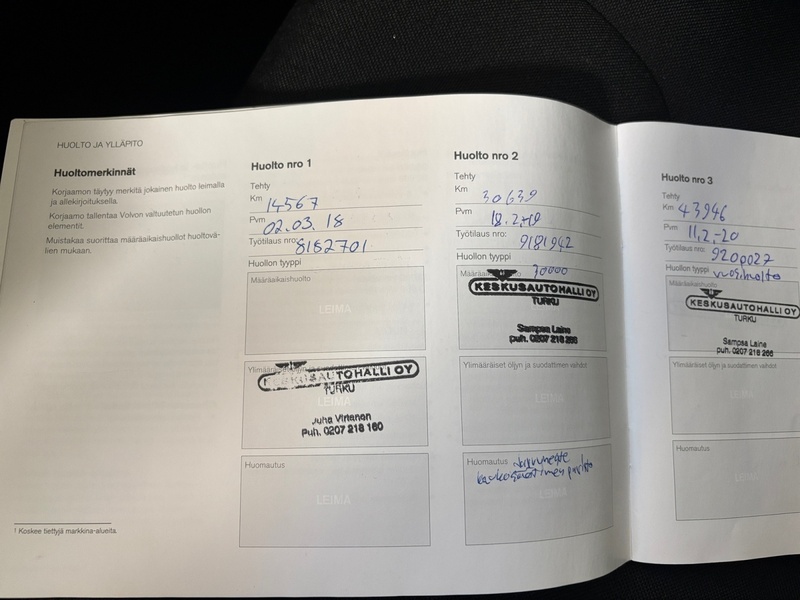 HUOLTO JA YLLÄPITO
Huoltomerkinnät
Korjaamon täytyy merkitä jokainen huolto leimalla
ja allekirjoituksella.
Korjaamo tallentaa Volvon valtuutetun huollon
elementit.
Muistakaa suorittaa määräaikaishuollot huoltovä-
lien mukaan.
¹ Koskee tiettyjä markkina-alueita.
Huolto nro 1
Tehty
Km 14567
Pvm 02.03.18
Työtilaus nro: 8182701
Huollon tyyppi
Määräaikaishuolto
LEIMA
KESKUSAUTOHALLI OY
TURKU
LEIMA
Juha Virtanen
Puh. 0207 218 160
Huomautus
LEIMA
Huolto nro 2
Tehty
Km 30639
Pvm 18.2.-19
Työtilaus nro: 9181942
Huollon tyyppi
30000
KESKUSAUTOHALLI OY
TURKU
Sampsa Laine
puh. 0207 218 266
Ylimääräiset öljyn ja suodattimen vaihdot
LEIMA
Huomautus
LEIMA
Huolto nro 3
Tehty
Km 43946
Pvm 11.2.-20
Työtilaus nro: 9200027
Huollon tyyppi vuosihuolto
Määräaikaishuolto
KESKUSAUTOHALLI OY
TURKU
Sampsa Laine
puh. 0207 218 266
Ylimääräiset öljyn ja suodattimen vaihdot
Huomautus